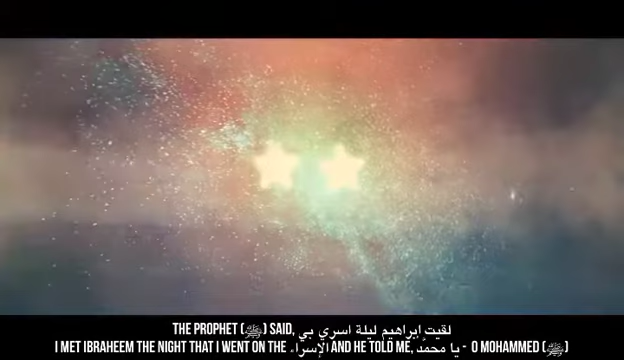 THE PROPHET (ﷺ) SAID, لقيت إبراهيم ليلة اسري بي
I MET IBRAHEEM THE NIGHT THAT I WENT ON THE الإسراء AND HE TOLD ME, يا محمد - O MOHAMMED (ﷺ)